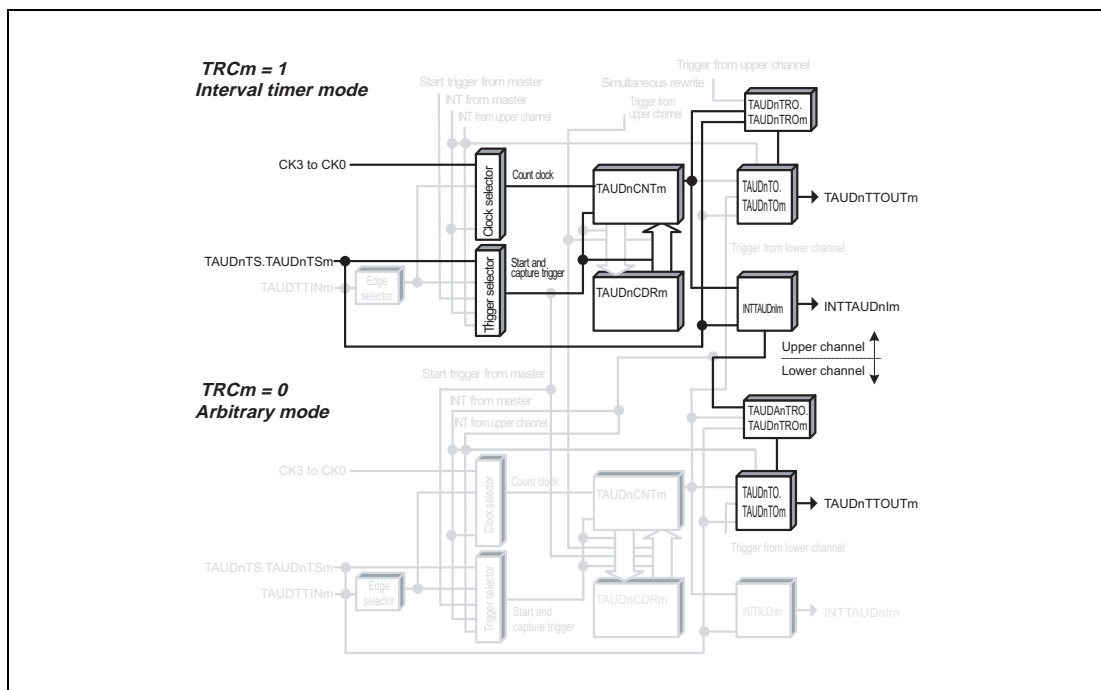 TRCm = 1
Interval timer mode
Start trigger from master
INT from master
INT from upper channel
Simultaneous rewrite
Trigger from
upper channel
Trigger from upper channel
TAUDnTRO.
TAUDnTROm
CK3 to CK0
Clock selector
Count clock
TAUDnCNTm
TAUDnTO.
TAUDnTOm
TAUDnTTOUTm
Trigger from lower channel
TAUDnTS.TAUDnTSm
TAUDTTINm
Edge
selector
Trigger selector
Start and
capture trigger
TAUDnCDRm
INTTAUDnIm
INTTAUDnIm
Upper channel
Lower channel
TRCm = 0
Arbitrary mode
Start trigger from master
INT from master
INT from upper channel
TAUDAnTRO.
TAUDnTROm
CK3 to CK0
Clock selector
Count clock
TAUDnCNTm
TAUDnTO.
TAUDnTOm
TAUDnTTOUTm
Trigger from lower channel
TAUDnTS.TAUDnTSm
TAUDTTINm
Edge
selector
Trigger selector
Start and
capture trigger
TAUDnCDRm
INTTAUDnIm
INTTAUDnIm